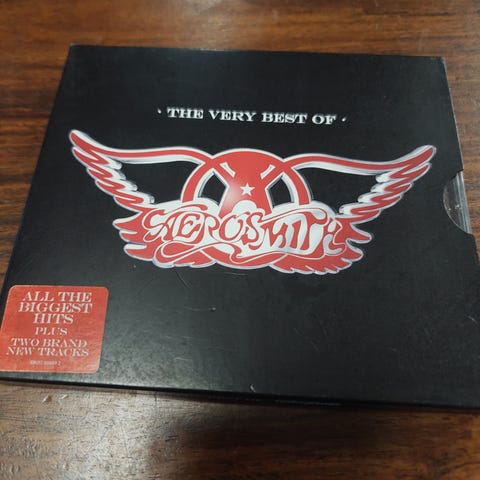 · THE VERY BEST OF ·
AEROSMITH
ALL THE
BIGGEST
HITS
PLUS
TWO BRAND
NEW TRACKS